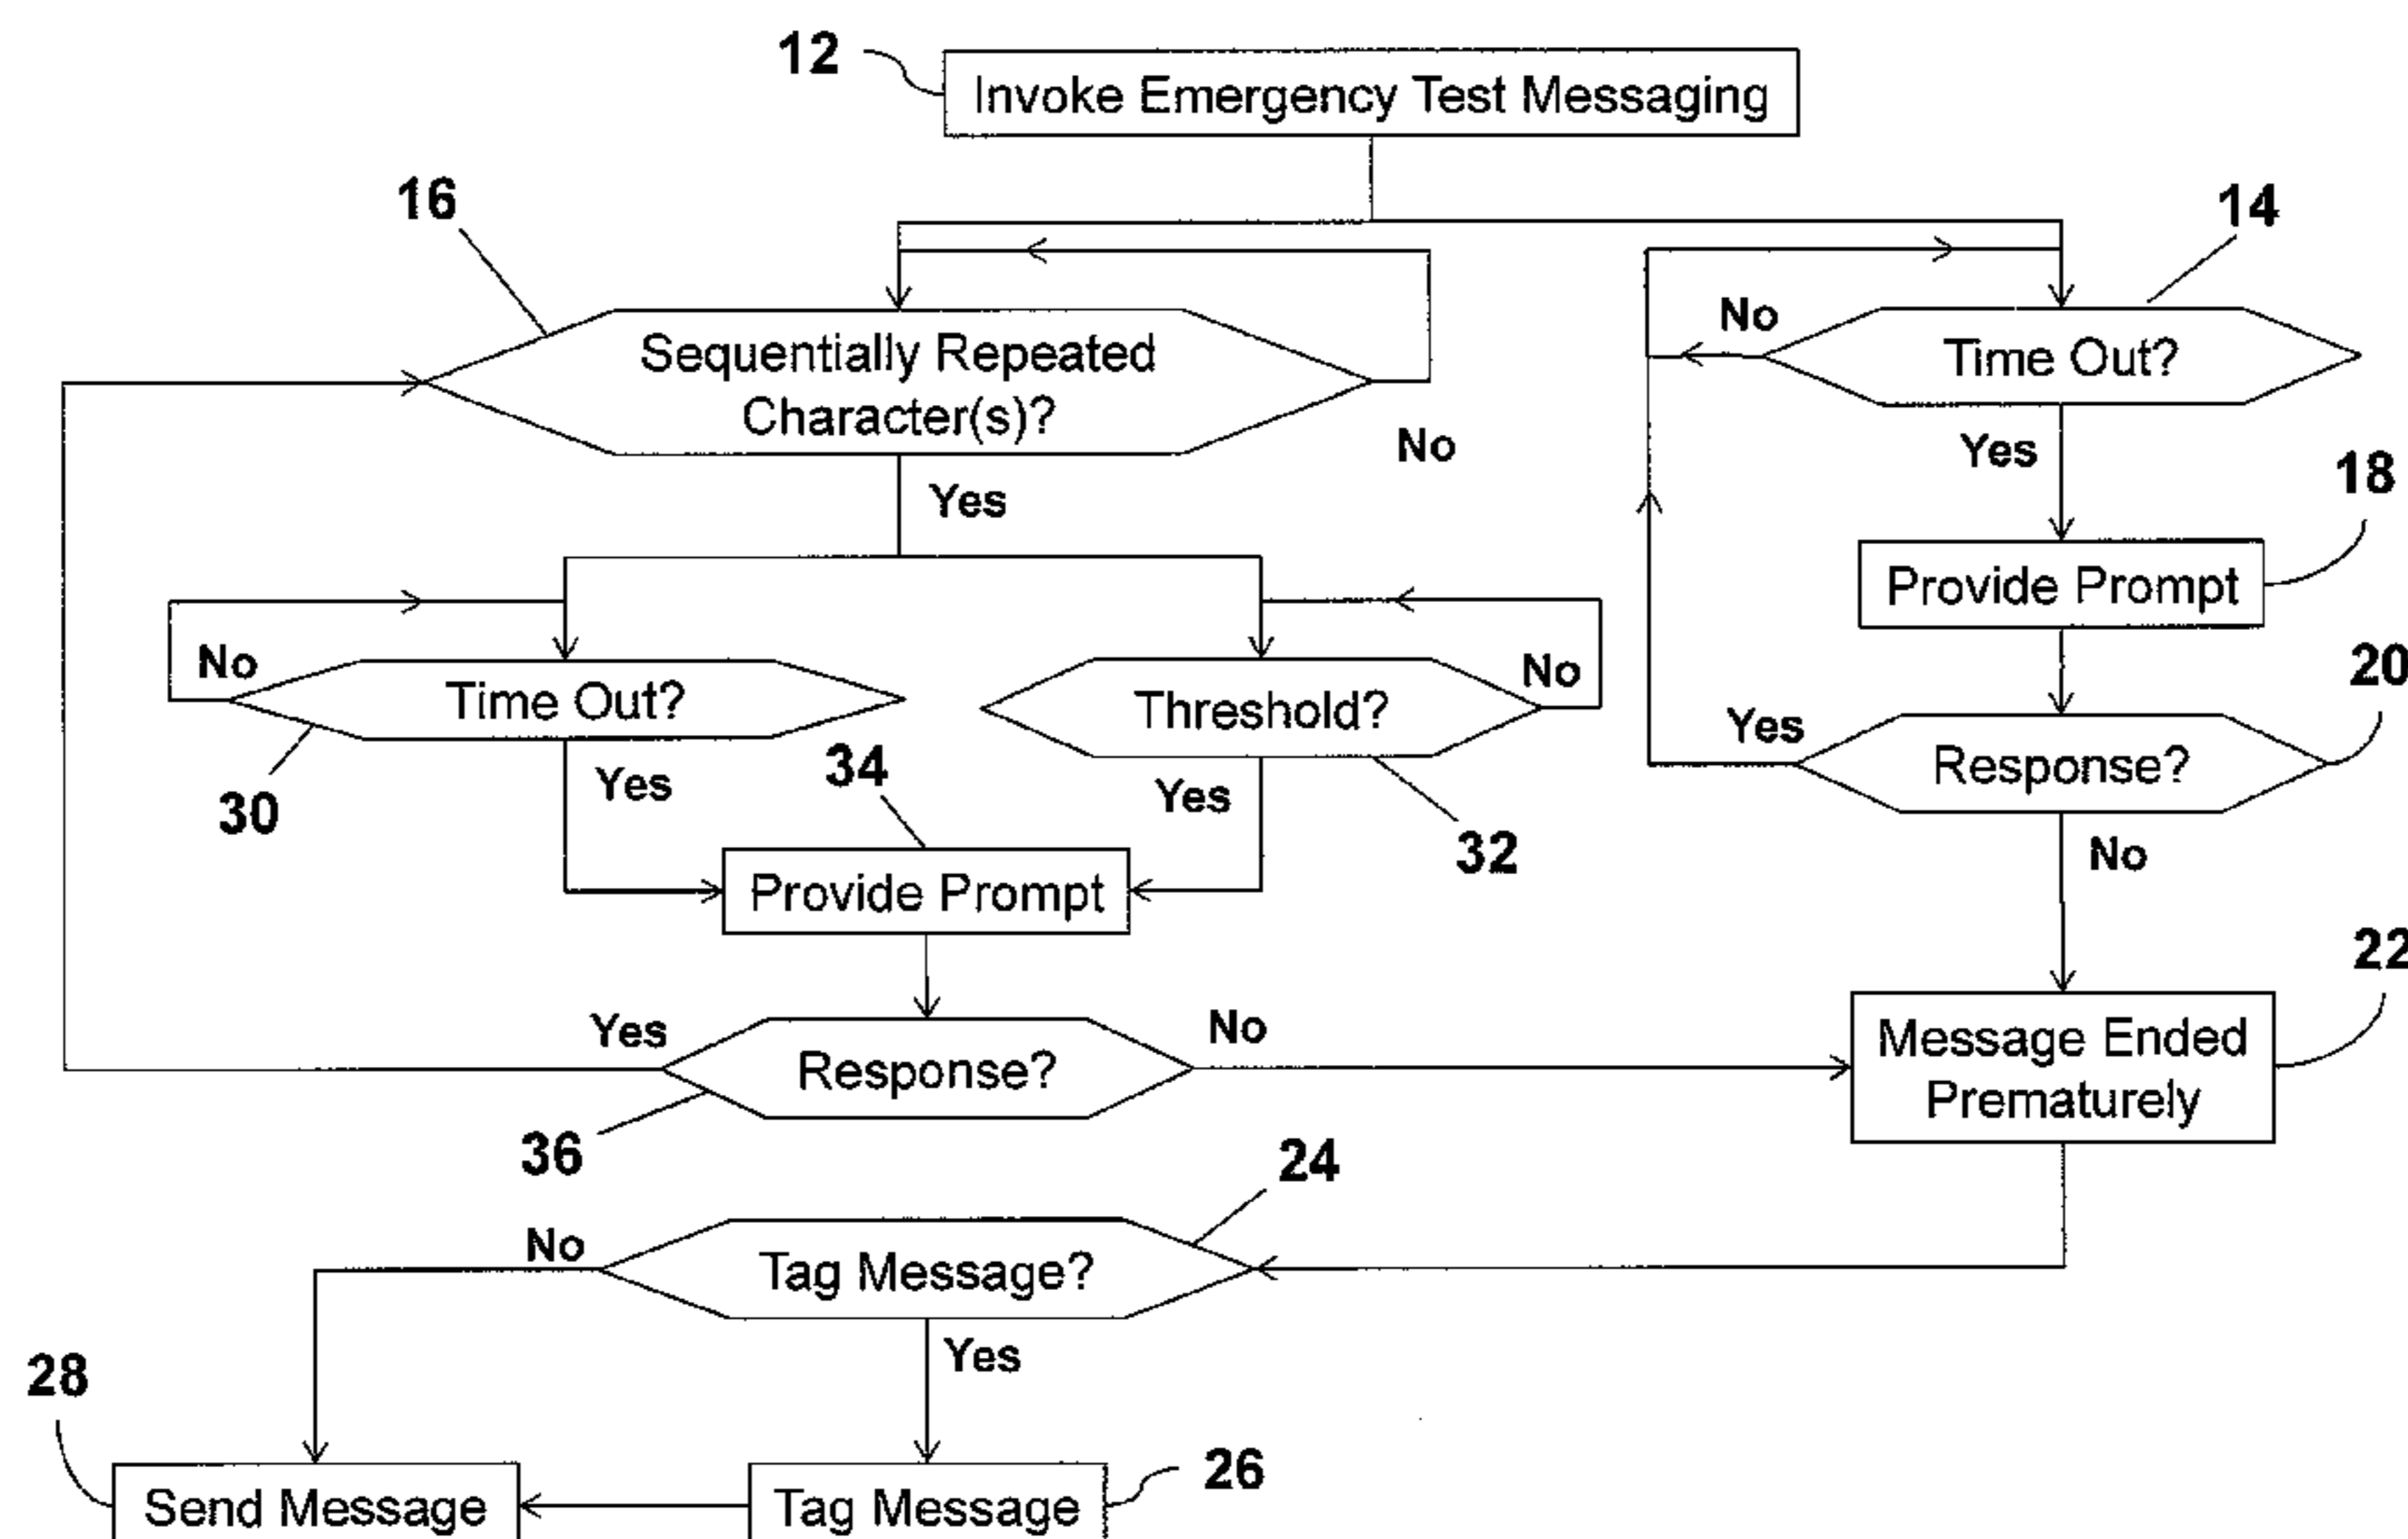 12
Invoke Emergency Test Messaging
16
14
Sequentially Repeated
Character(s)?
No
Yes
No
Time Out?
Yes
18
Provide Prompt
No
Time Out?
30
Yes
No
Threshold?
32
Yes
34
Provide Prompt
20
Yes
Response?
No
22
Message Ended
Prematurely
Yes
Response?
No
36
24
No
Tag Message?
Yes
28
Send Message
Tag Message
26